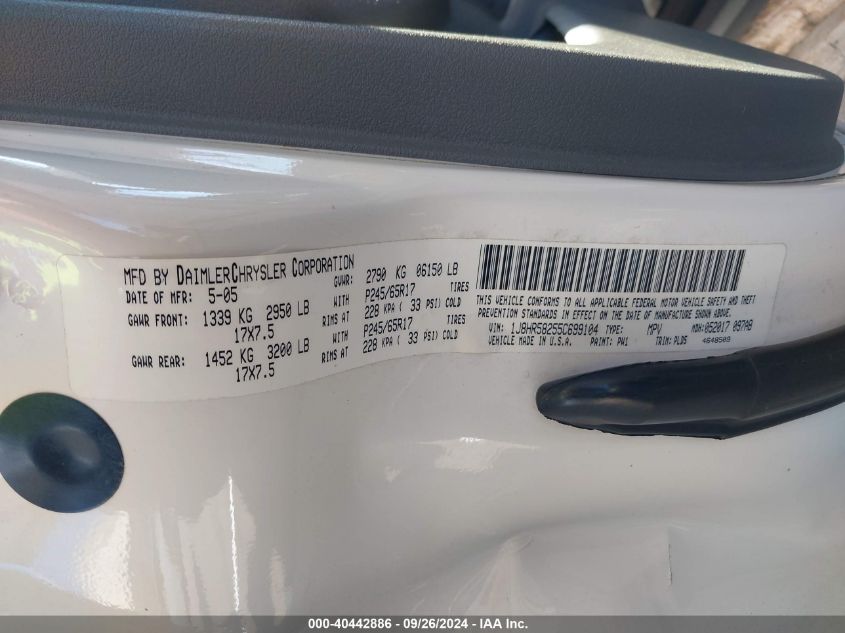 MFD BY DAIMLERCHRYSLER CORPORATION
DATE OF MFR: 5-05 GVWR: 2790 KG 06150 LB
GAWR FRONT: 1339 KG 2950 LB WITH P245/65R17 TIRES
17X7.5 RIMS AT 228 KPA ( 33 PSI) COLD
GAWR REAR: 1452 KG 3200 LB WITH P245/65R17 TIRES
17X7.5 RIMS AT 228 KPA ( 33 PSI) COLD
THIS VEHICLE CONFORMS TO ALL APPLICABLE FEDERAL MOTOR VEHICLE SAFETY AND THEFT
PREVENTION STANDARDS IN EFFECT ON THE DATE OF MANUFACTURE SHOWN ABOVE.
VIN: 1J8HR58255C699104 TYPE: MPV MDH:052017 097AB
VEHICLE MADE IN U.S.A. PAINT: PW1 TRIM: PLDS 4648509
000-40442886 - 09/26/2024 - IAA Inc.